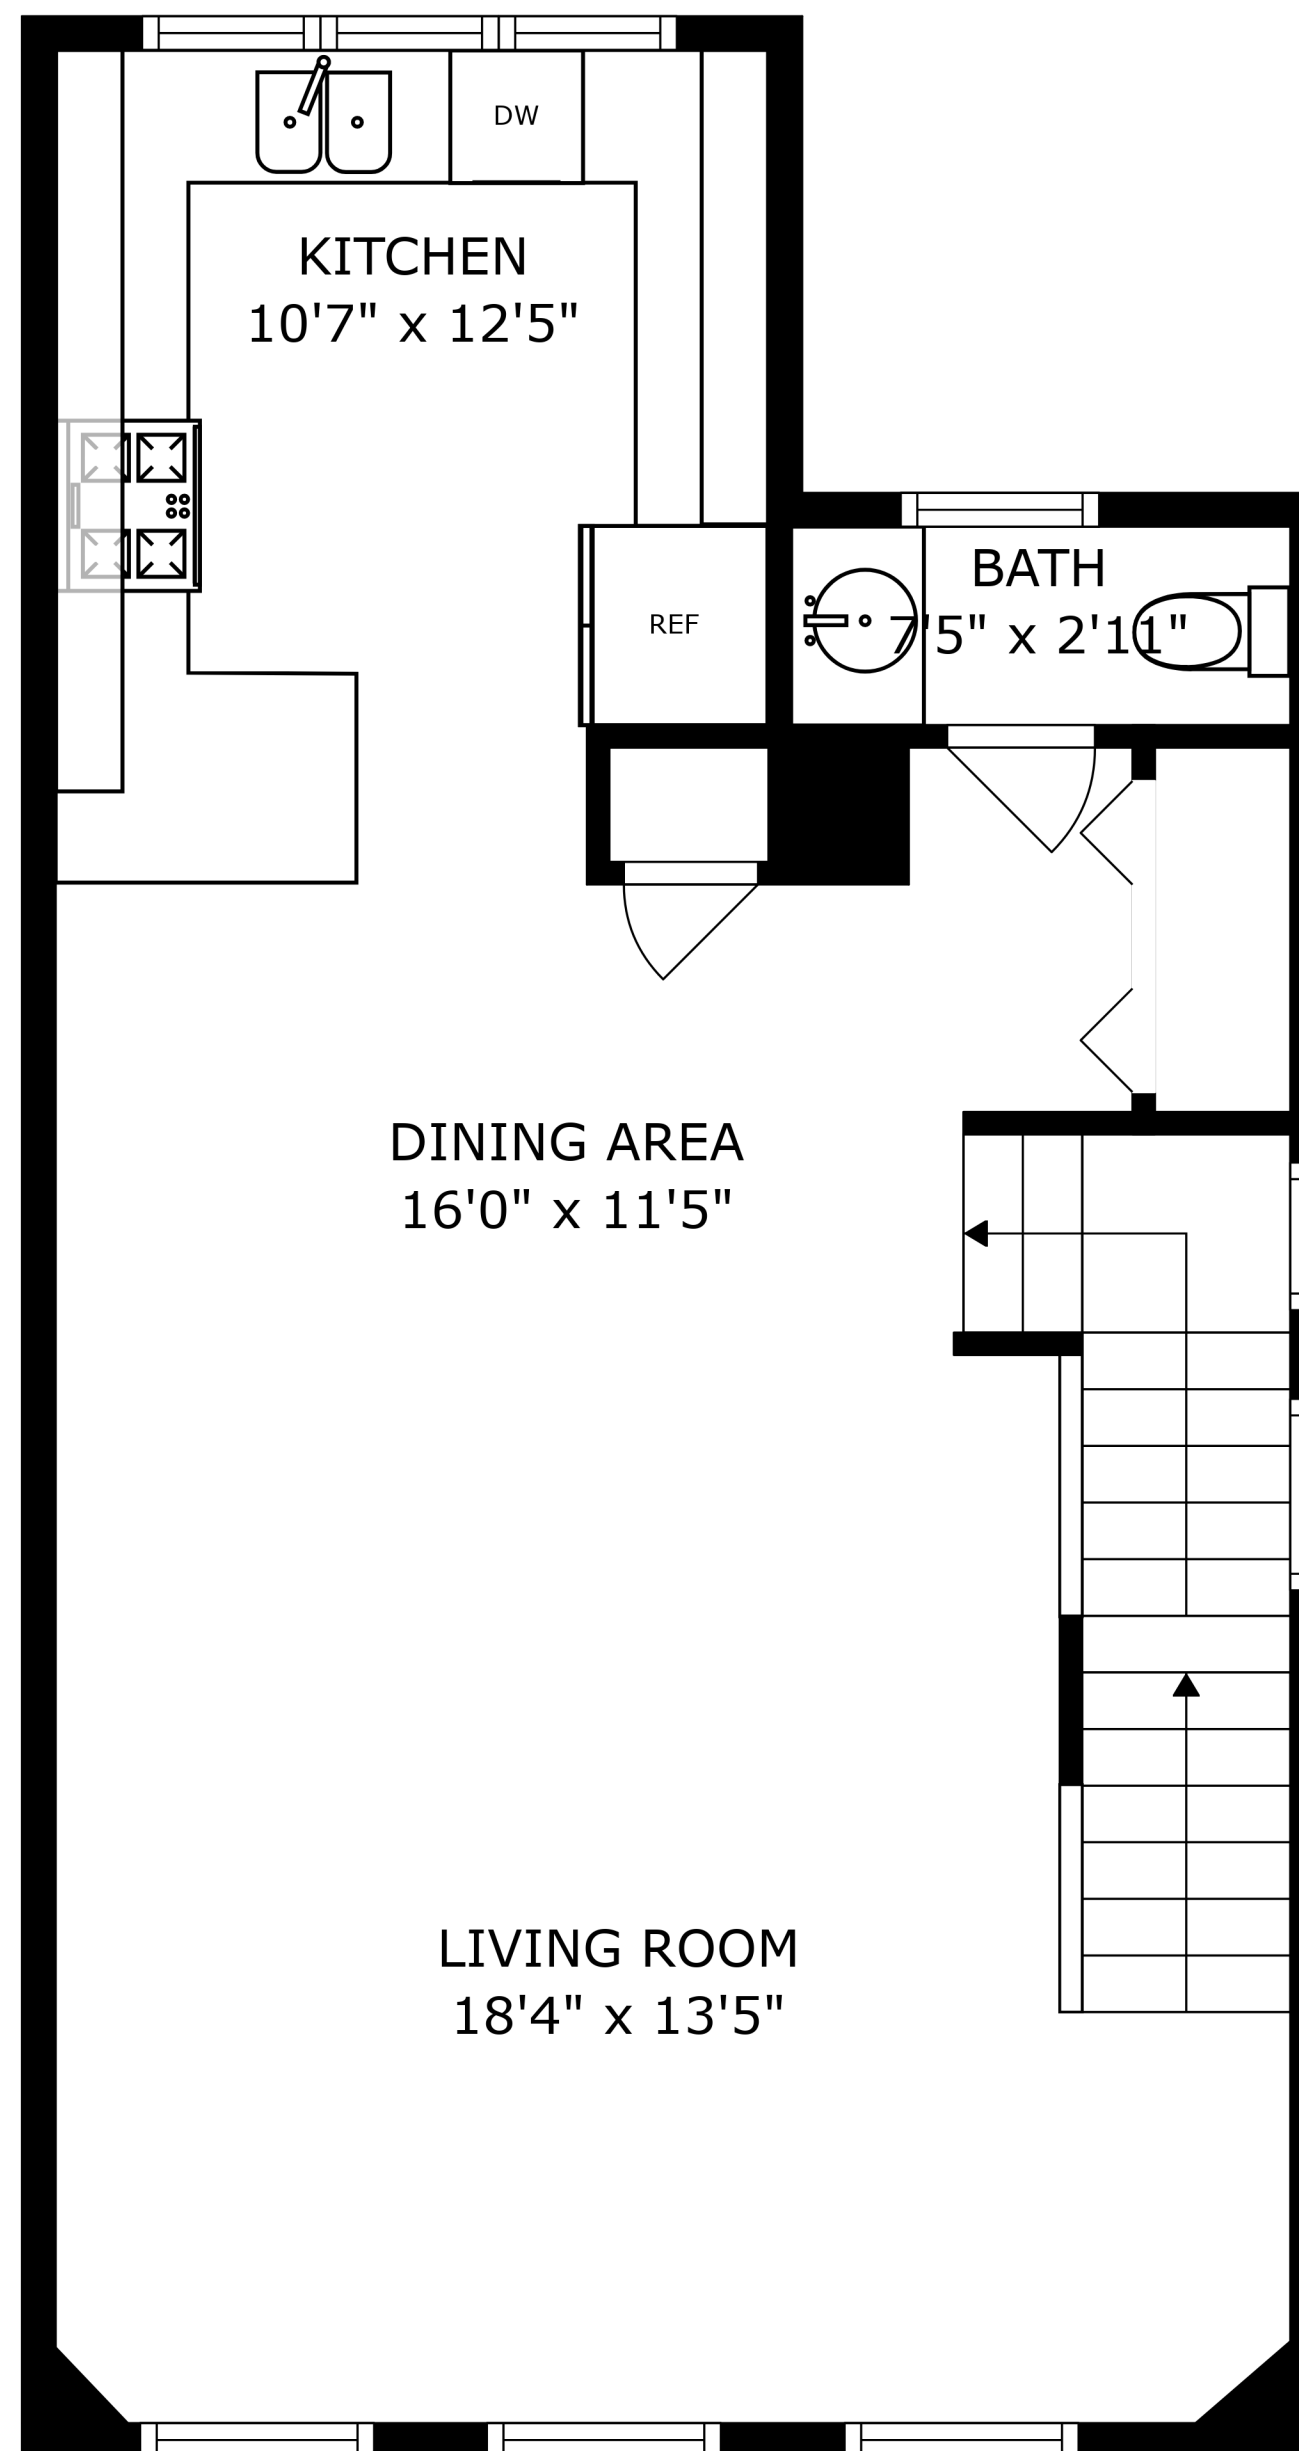 DW
KITCHEN
10'7" x 12'5"
BATH
7'5" x 2'11"
REF
DINING AREA
16'0" x 11'5"
LIVING ROOM
18'4" x 13'5"